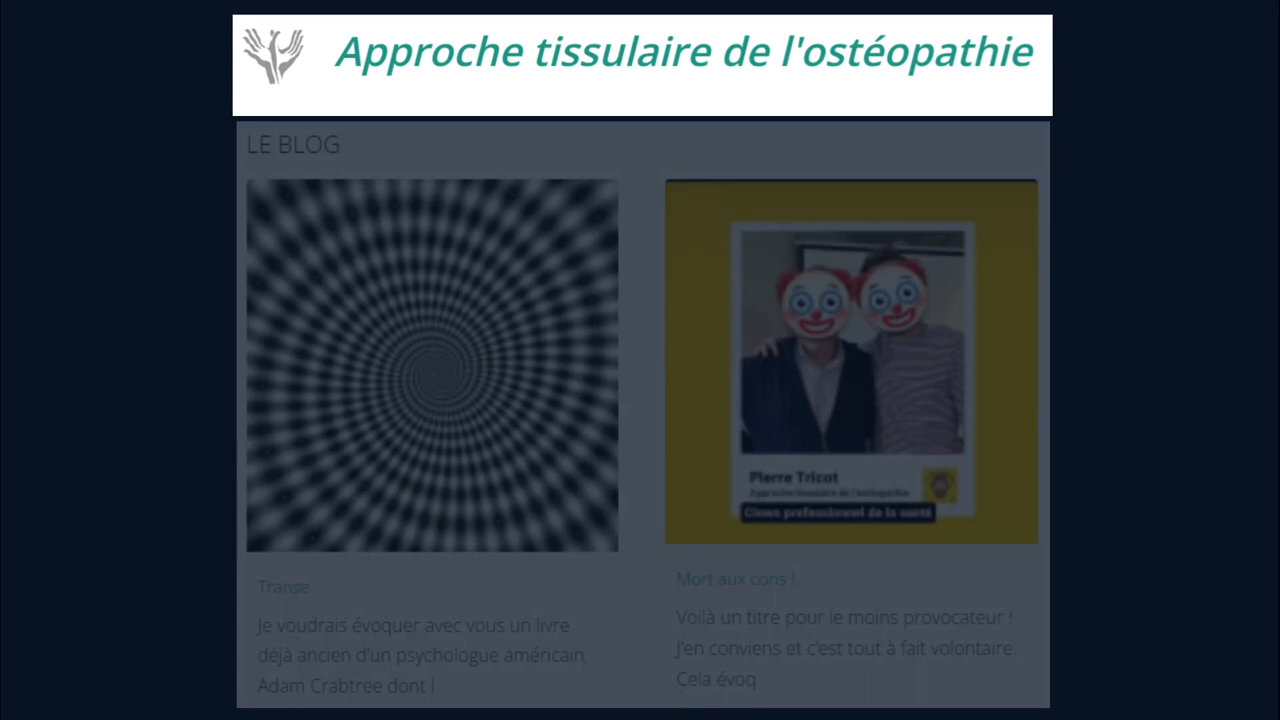 Approche tissulaire de l'ostéopathie
LE BLOG
Pierre Tricot
Approche tissulaire de l'ostéopathie
Clown professionnel de la santé
Transe
Je voudrais évoquer avec vous un livre
déjà ancien d'un psychologue américain,
Adam Crabtree dont l
Mort aux cons !
Voilà un titre pour le moins provocateur !
J'en conviens et c'est tout à fait volontaire.
Cela évoq